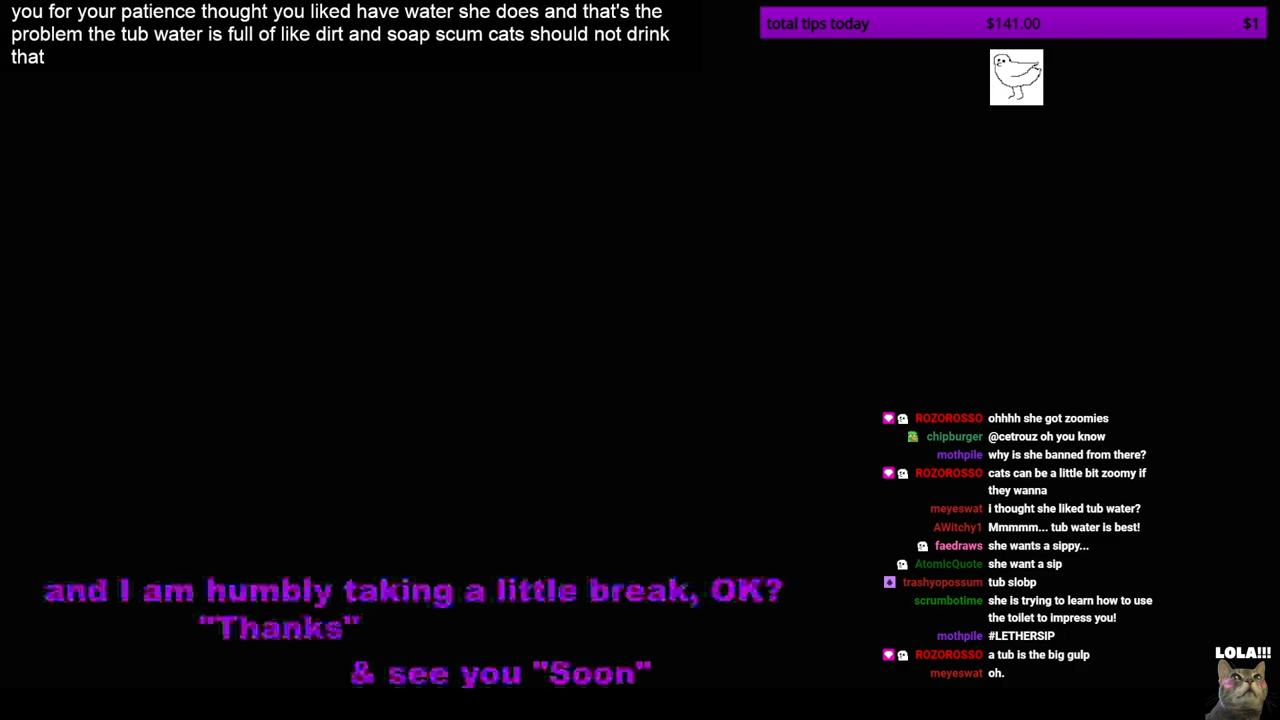 you for your patience thought you liked have water she does and that's the
problem the tub water is full of like dirt and soap scum cats should not drink
that
total tips today $141.00 $1
ROZOROSSO ohhhh she got zoomies
chipburger @cetrouz oh you know
mothpile why is she banned from there?
ROZOROSSO cats can be a little bit zoomy if
they wanna
meyeswat i thought she liked tub water?
AWitchy1 Mmmmm... tub water is best!
faedraws she wants a sippy...
AtomicQuote she want a sip
trashyopossum tub slobp
scrumbotime she is trying to learn how to use
the toilet to impress you!
mothpile #LETHERSIP
ROZOROSSO a tub is the big gulp
meyeswat oh.
and I am humbly taking a little break, OK?
"Thanks"
& see you "Soon"
LOLA!!!